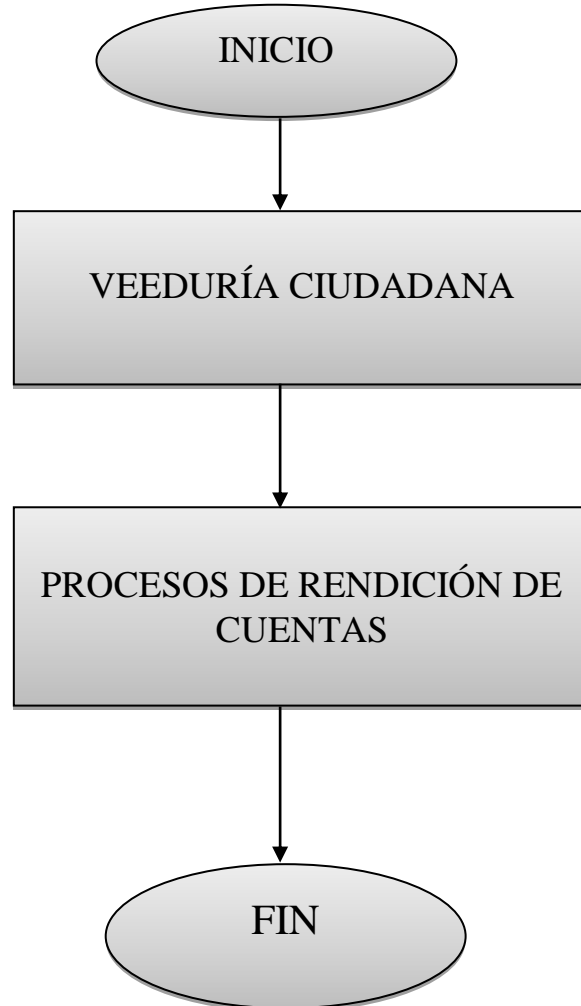 INICIO
VEEDURÍA CIUDADANA
PROCESOS DE RENDICIÓN DE
CUENTAS
FIN